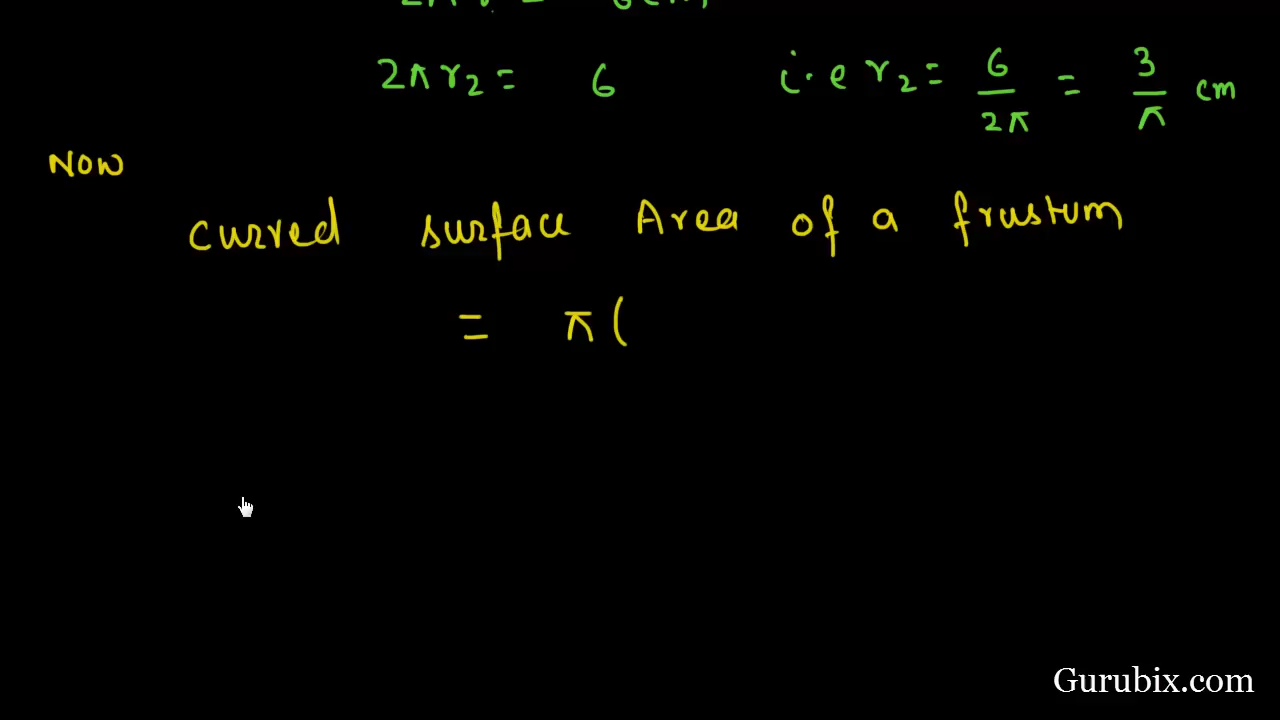 2πr₂ = 6 i.e r₂ = 6/2π = 3/π cm
NOW
curved surface Area of a frustum
= π(
Gurubix.com